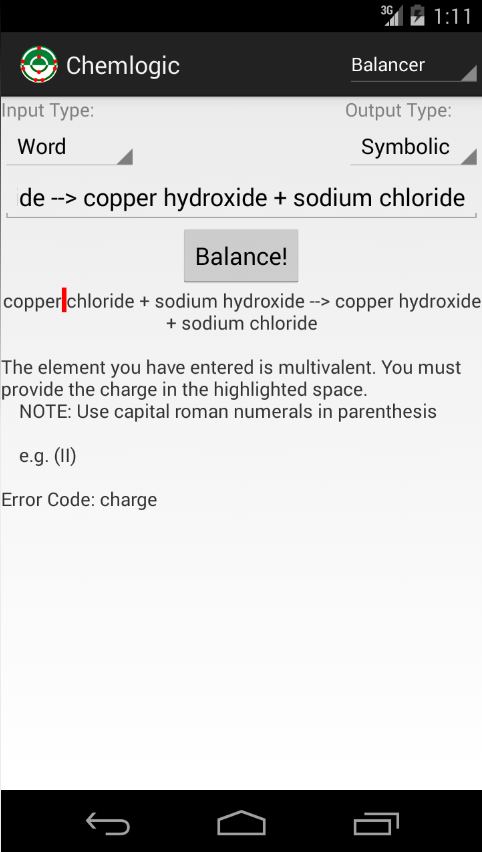 3G 1:11
Chemlogic Balancer
Input Type: Output Type:
Word Symbolic
de --> copper hydroxide + sodium chloride
Balance!
copper chloride + sodium hydroxide --> copper hydroxide
+ sodium chloride
The element you have entered is multivalent. You must
provide the charge in the highlighted space.
NOTE: Use capital roman numerals in parenthesis
e.g. (II)
Error Code: charge